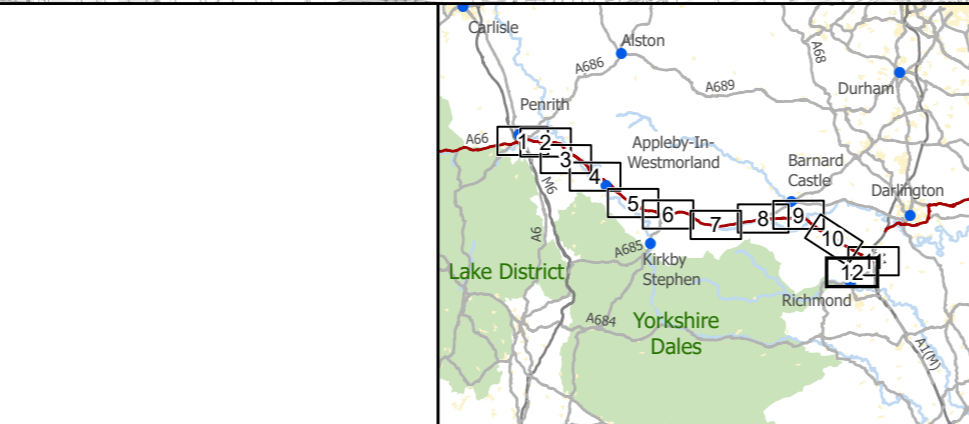 Carlisle
Alston
A68
A686
A689
Durham
Penrith
A66
1
2
3
4
Appleby-In-
Westmorland
Barnard
Castle
Darlington
M6
5
6
7
8
9
10
A6
A685
Kirkby
Stephen
12
Lake District
Richmond
A684
Yorkshire
Dales
A1(M)